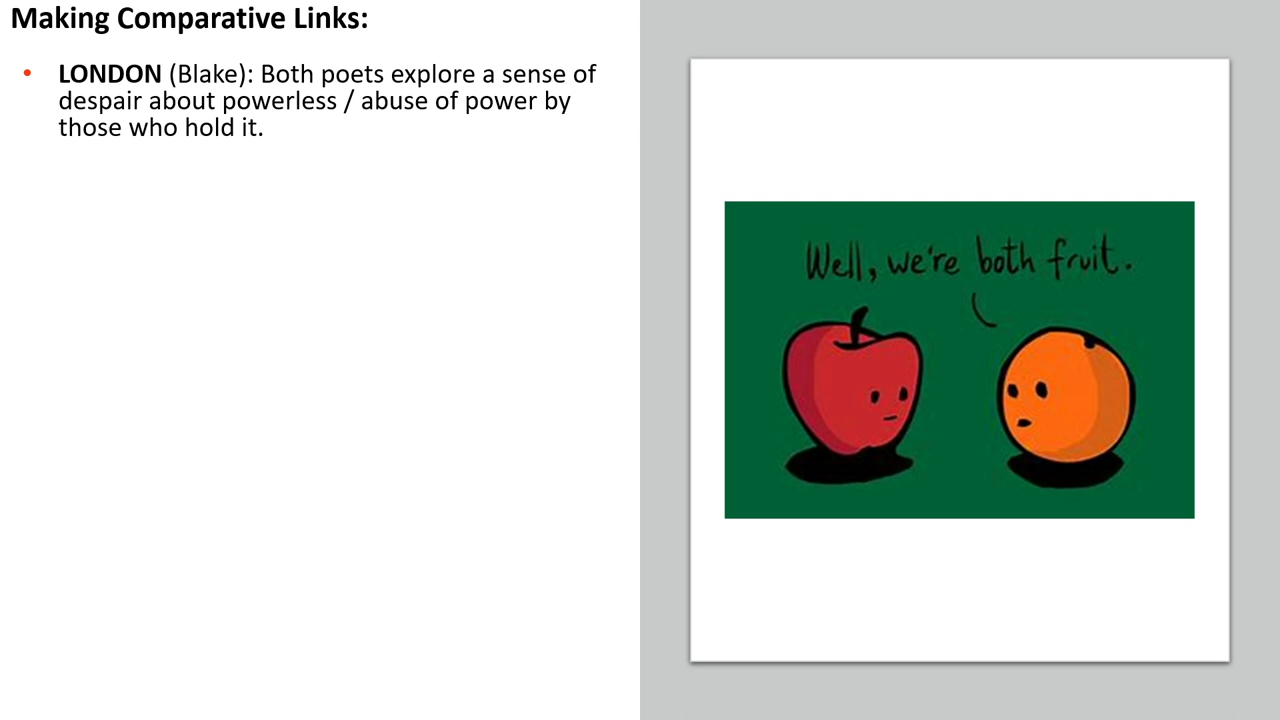 Making Comparative Links:
• LONDON (Blake): Both poets explore a sense of
despair about powerless / abuse of power by
those who hold it.
Well, we're both fruit.